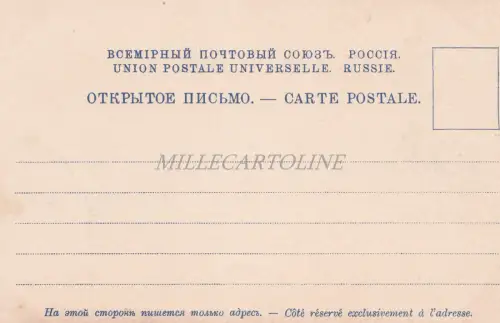 ВСЕМІРНЫЙ ПОЧТОВЫЙ СОЮЗЪ. РОССІЯ.
UNION POSTALE UNIVERSELLE. RUSSIE.
ОТКРЫТОЕ ПИСЬМО. — CARTE POSTALE.
MILLECARTOLINE
На этой сторонѣ пишется только адресъ. — Côté réservé exclusivement à l'adresse.